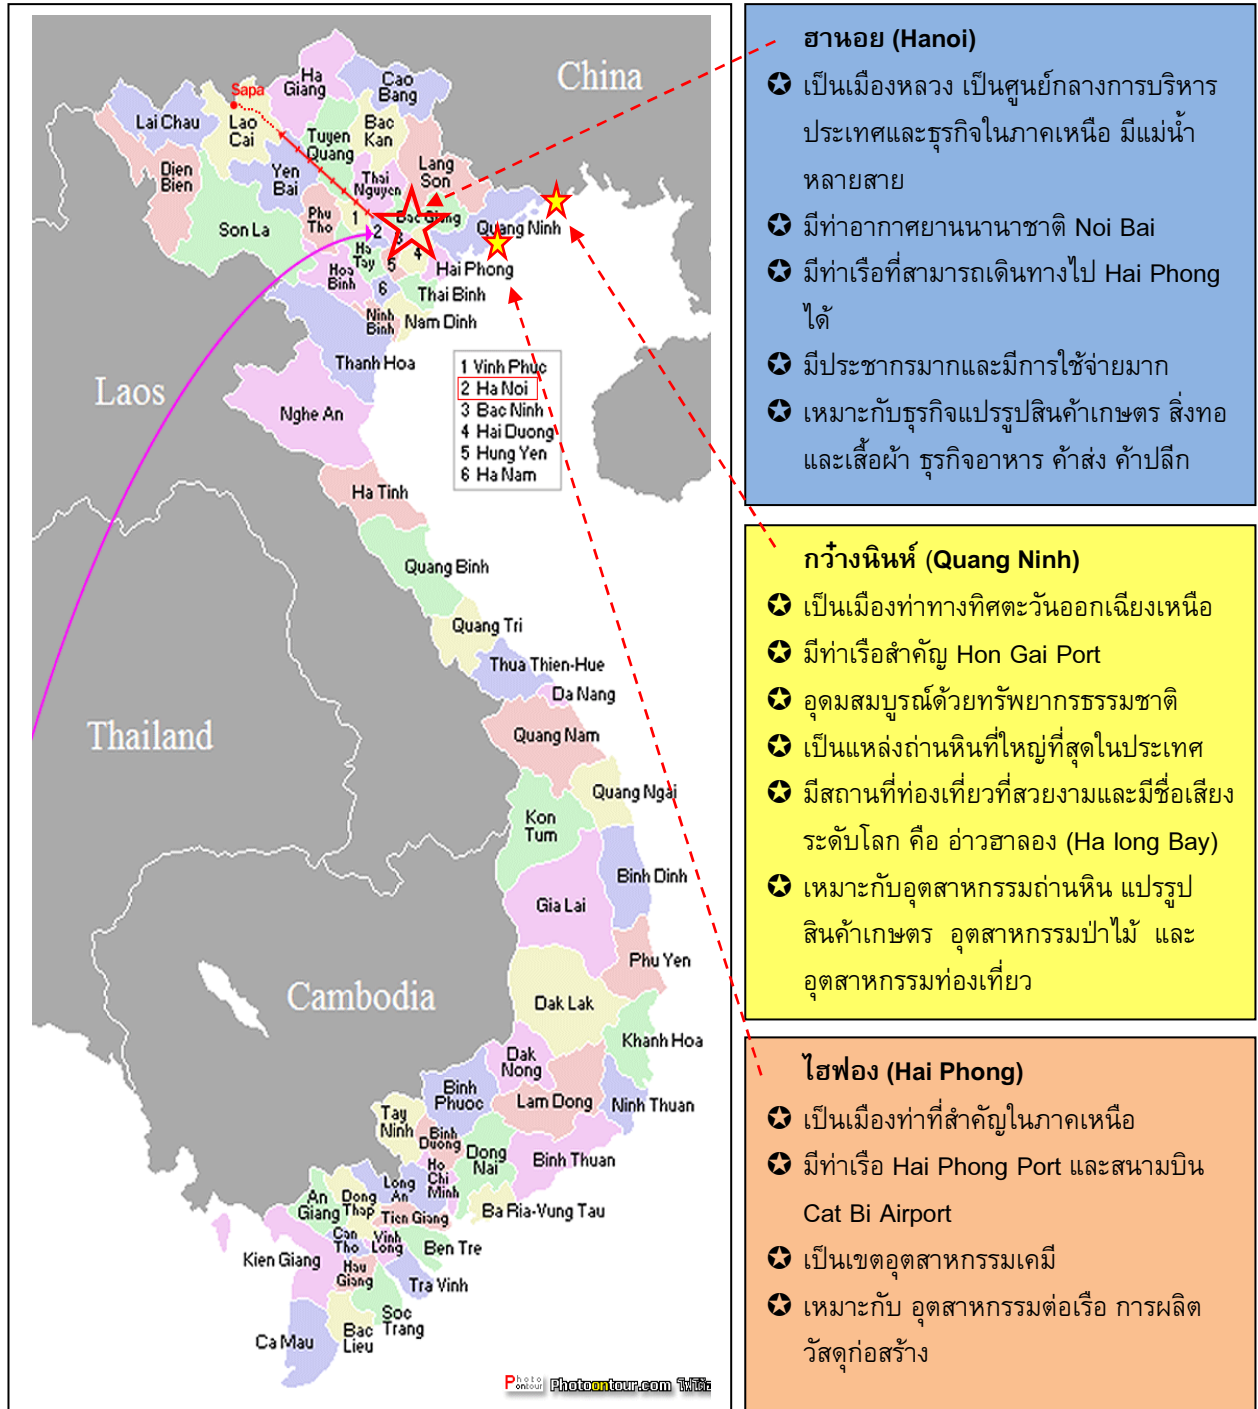 China
Laos
Thailand
Cambodia
Sapa
Ha
Giang
Cao
Bang
Lai Chau
Lao
Cai
Tuyen
Quang
Bac
Kan
Dien
Bien
Yen
Bai
Thai
Nguyen
Lang
Son
Son La
Phu
Tho
1
2
3
4
5
6
Bac Giang
Quang Ninh
Ha
Tay
Hoa
Binh
Hai Phong
Thai Binh
Ninh
Binh
Nam Dinh
Thanh Hoa
Nghe An
1 Vinh Phuc
2 Ha Noi
3 Bac Ninh
4 Hai Duong
5 Hung Yen
6 Ha Nam
Ha Tinh
Quang Binh
Quang Tri
Thua Thien-Hue
Da Nang
Quang Nam
Quang Ngai
Kon
Tum
Binh Dinh
Gia Lai
Phu Yen
Dak Lak
Khanh Hoa
Dak
Nong
Binh
Phuoc
Lam Dong
Ninh Thuan
Tay
Ninh
Binh
Duong
Dong
Nai
Binh Thuan
Ho
Chi
Minh
Long
An
An
Giang
Dong
Thap
Tien Giang
Ba Ria-Vung Tau
Can
Tho
Vinh
Long
Ben Tre
Kien Giang
Hau
Giang
Tra Vinh
Soc
Trang
Ca Mau
Bac
Lieu
Photo
ontour
Photoontour.com
ฮานอย (Hanoi)
✪ เป็นเมืองหลวง เป็นศูนย์กลางการบริหาร
ประเทศและธุรกิจในภาคเหนือ มีแม่น้ำ
หลายสาย
✪ มีท่าอากาศยานนานาชาติ Noi Bai
✪ มีท่าเรือที่สามารถเดินทางไป Hai Phong
ได้
✪ มีประชากรมากและมีการใช้จ่ายมาก
✪ เหมาะกับธุรกิจแปรรูปสินค้าเกษตร สิ่งทอ
และเสื้อผ้า ธุรกิจอาหาร ค้าส่ง ค้าปลีก
กว๋างนินห์ (Quang Ninh)
✪ เป็นเมืองท่าทางทิศตะวันออกเฉียงเหนือ
✪ มีท่าเรือสำคัญ Hon Gai Port
✪ อุดมสมบูรณ์ด้วยทรัพยากรธรรมชาติ
✪ เป็นแหล่งถ่านหินที่ใหญ่ที่สุดในประเทศ
✪ มีสถานที่ท่องเที่ยวที่สวยงามและมีชื่อเสียง
ระดับโลก คือ อ่าวฮาลอง (Ha long Bay)
✪ เหมาะกับอุตสาหกรรมถ่านหิน แปรรูป
สินค้าเกษตร อุตสาหกรรมป่าไม้ และ
อุตสาหกรรมท่องเที่ยว
ไฮฟอง (Hai Phong)
✪ เป็นเมืองท่าที่สำคัญในภาคเหนือ
✪ มีท่าเรือ Hai Phong Port และสนามบิน
Cat Bi Airport
✪ เป็นเขตอุตสาหกรรมเคมี
✪ เหมาะกับ อุตสาหกรรมต่อเรือ การผลิต
วัสดุก่อสร้าง